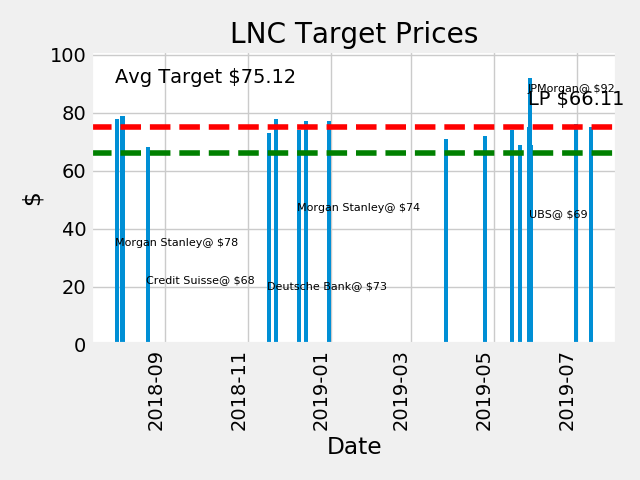 LNC Target Prices
100
Avg Target $75.12
JPMorgan@ $92
LP $66.11
80
60
$
Morgan Stanley@ $74
UBS@ $69
40
Morgan Stanley@ $78
Credit Suisse@ $68
Deutsche Bank@ $73
20
0
2018-09
2018-11
2019-01
2019-03
2019-05
2019-07
Date